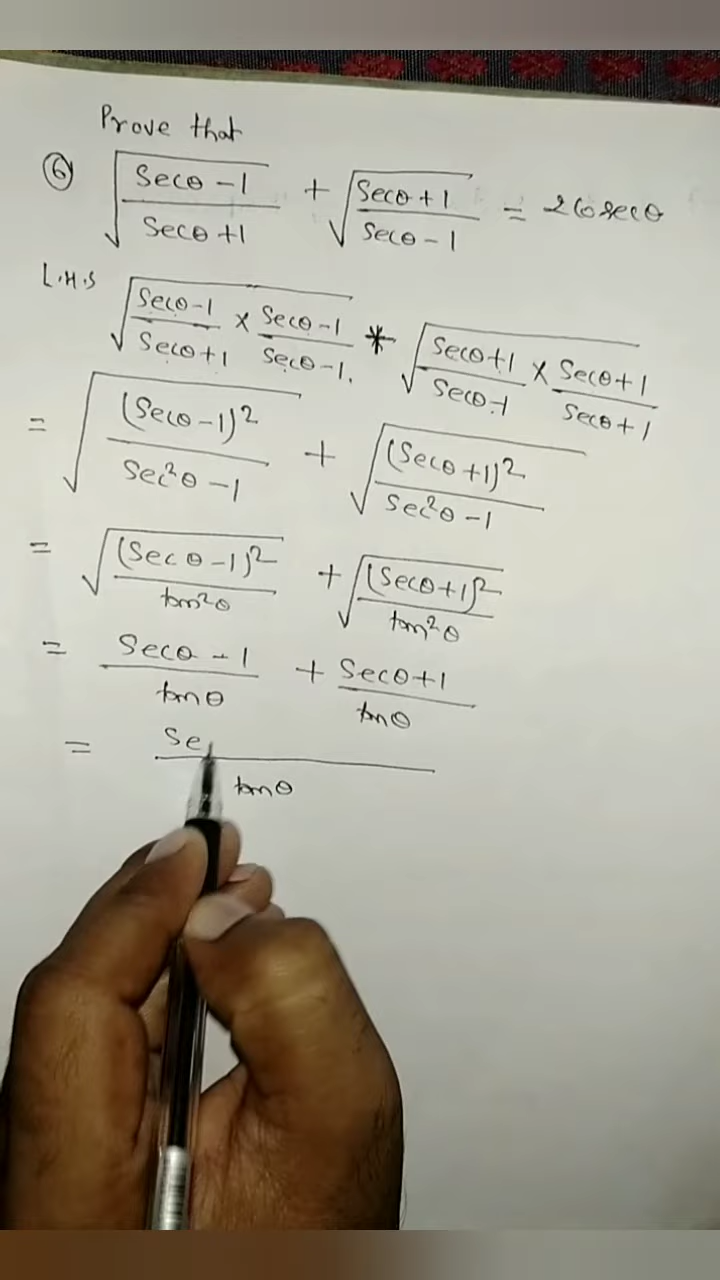 Prove that
⑥ √((Secθ - 1)/(Secθ + 1)) + √((Secθ + 1)/(Secθ - 1)) = 2Cosecθ
L.H.S √((Secθ - 1)/(Secθ + 1) × (Secθ - 1)/(Secθ - 1)) + √((Secθ + 1)/(Secθ - 1) × (Secθ + 1)/(Secθ + 1))
= √((Secθ - 1)²/(Sec²θ - 1)) + √((Secθ + 1)²/(Sec²θ - 1))
= √((Secθ - 1)²/tan²θ) + √((Secθ + 1)²/tan²θ)
= (Secθ - 1)/tanθ + (Secθ + 1)/tanθ
= Se/tanθ